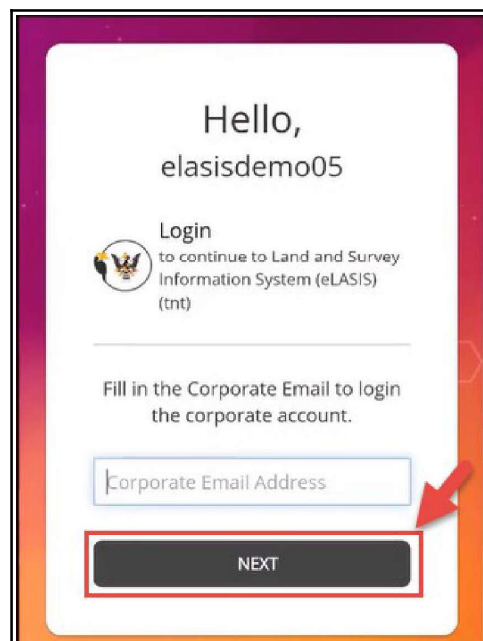 Hello,
elasisdemo05
Login
to continue to Land and Survey
Information System (eLASIS)
(tnt)
Fill in the Corporate Email to login
the corporate account.
Corporate Email Address
NEXT